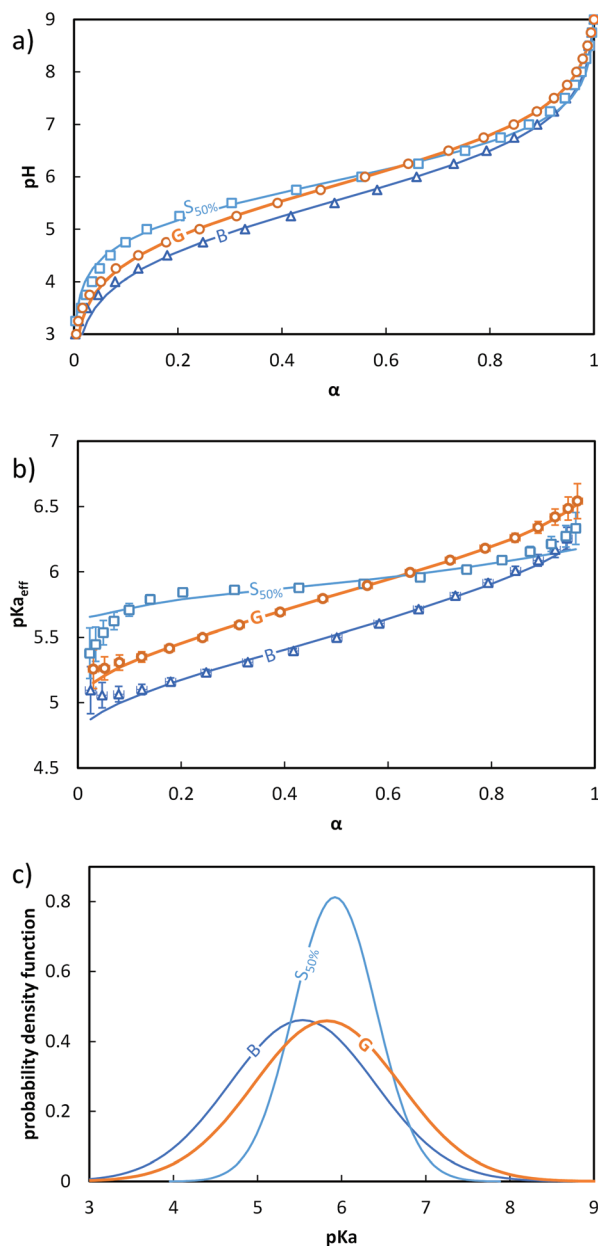 a)
9
8
7
6
5
4
3
pH
S50%
G
B
0 0.2 0.4 0.6 0.8 1
α
b)
7
6.5
6
5.5
5
4.5
pKaeff
S50%
G
B
0 0.2 0.4 0.6 0.8 1
α
c)
0.8
0.6
0.4
0.2
0
probability density function
S50%
B
G
3 4 5 6 7 8 9
pKa